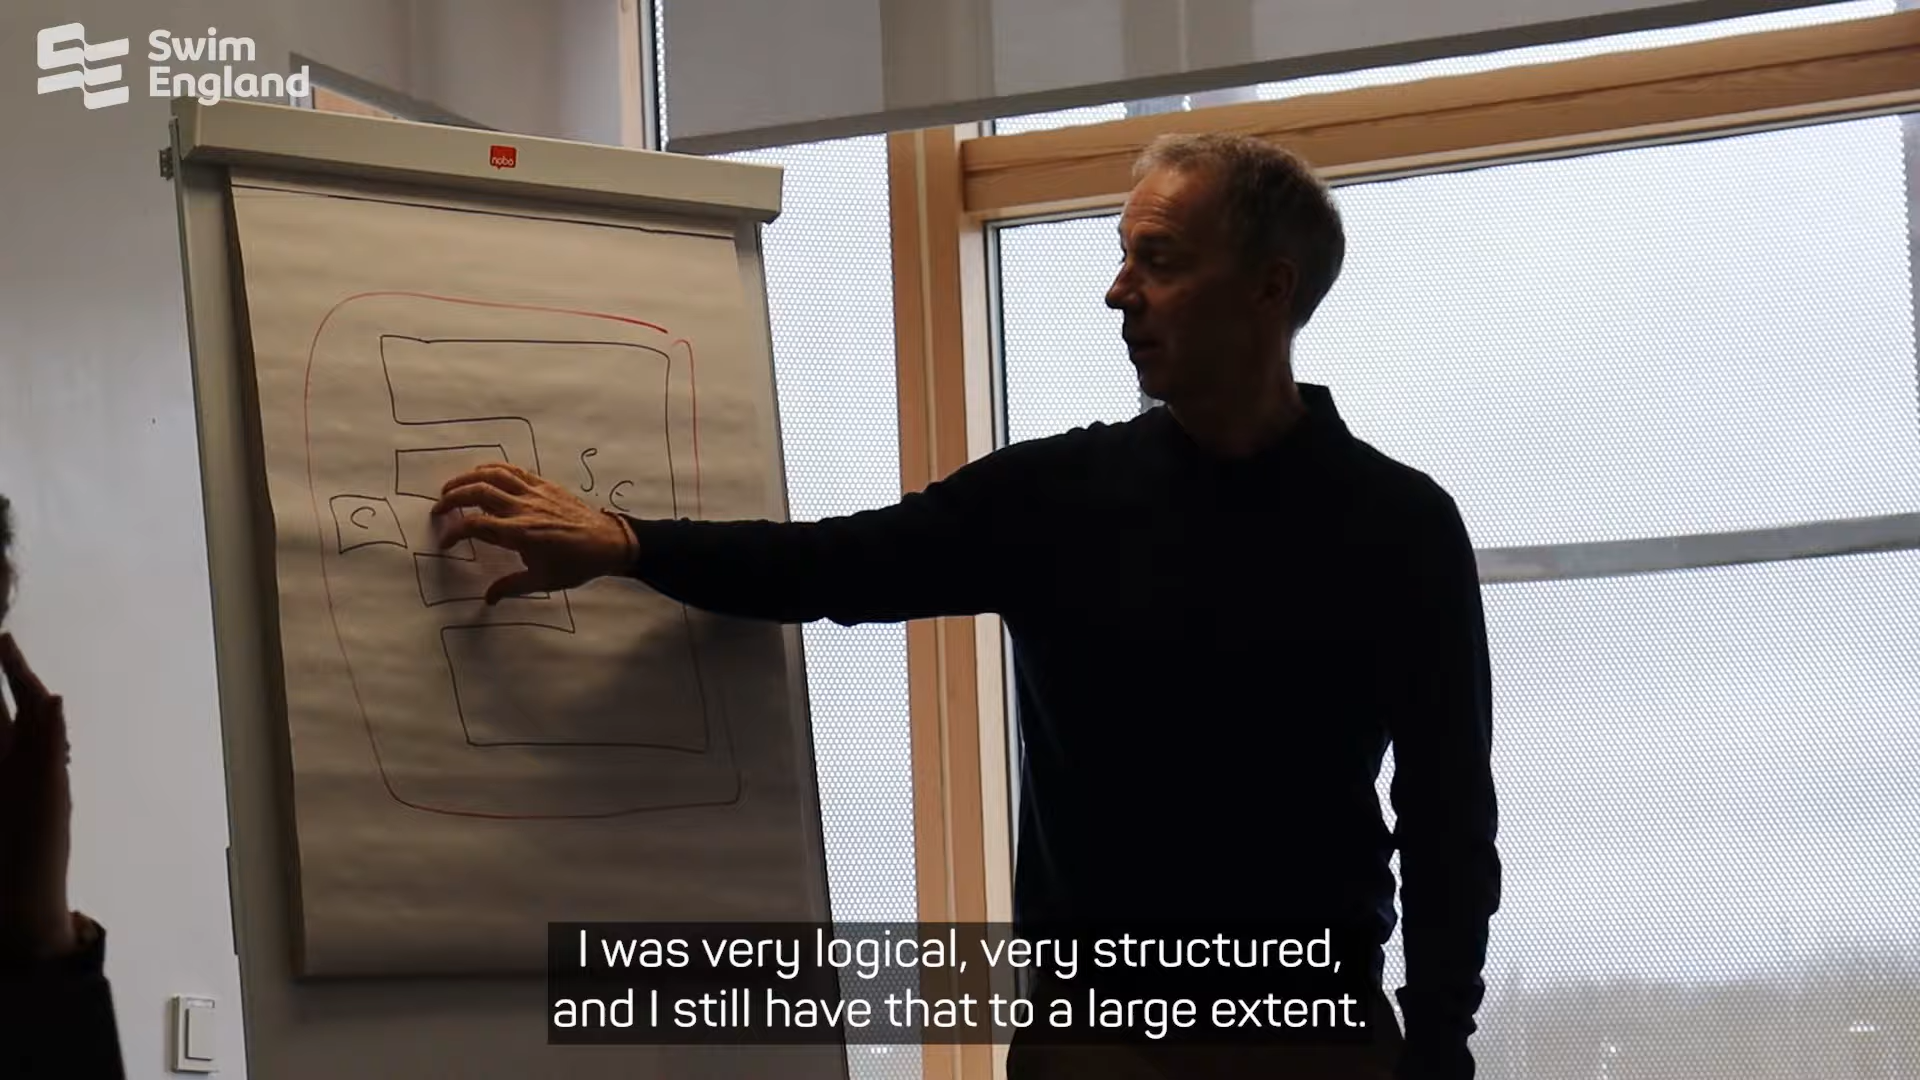 Swim
England
nobo
S.E
C
I was very logical, very structured,
and I still have that to a large extent.